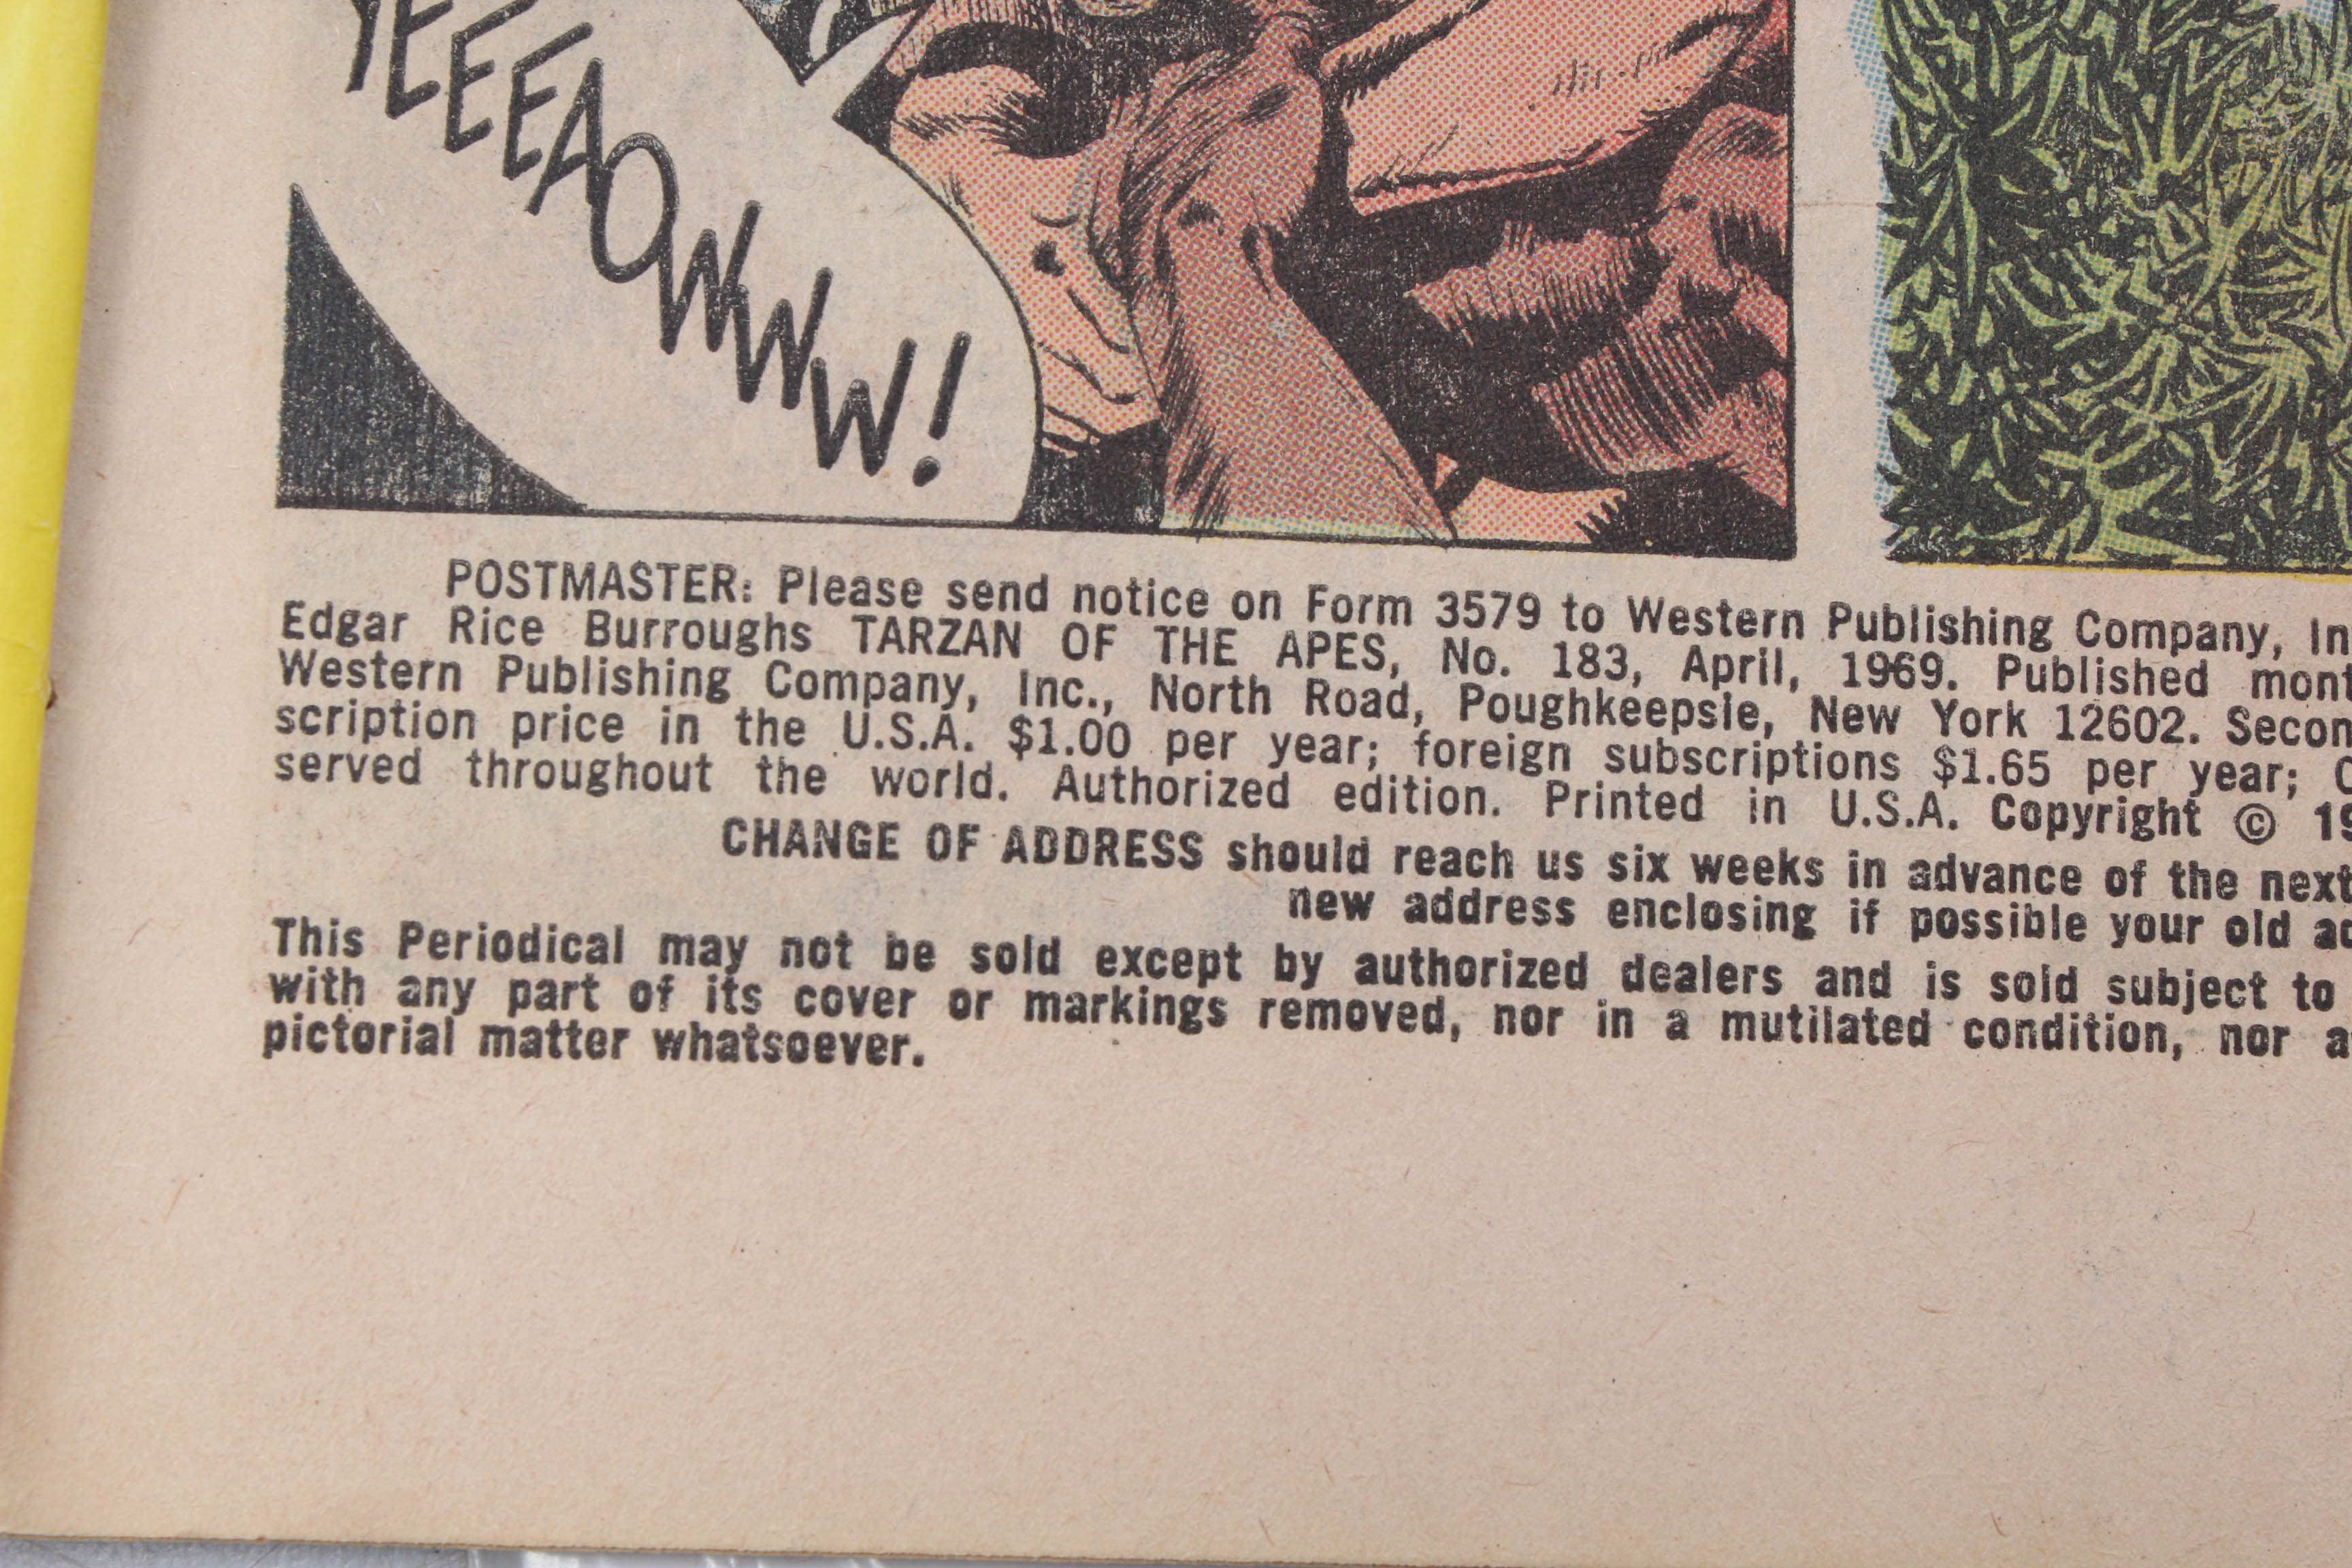 YEEEEAOWWW!
POSTMASTER: Please send notice on Form 3579 to Western Publishing Company,
Edgar Rice Burroughs TARZAN OF THE APES, No. 183, April, 1969. Published
Western Publishing Company, Inc., North Road, Poughkeepsie, New York 12602.
scription price in the U.S.A. $1.00 per year; foreign subscriptions $1.65 per year;
served throughout the world. Authorized edition. Printed in U.S.A. Copyright ©
CHANGE OF ADDRESS should reach us six weeks in advance of the next
new address enclosing if possible your old
This Periodical may not be sold except by authorized dealers and is sold subject to
with any part of its cover or markings removed, nor in a mutilated condition, nor
pictorial matter whatsoever.